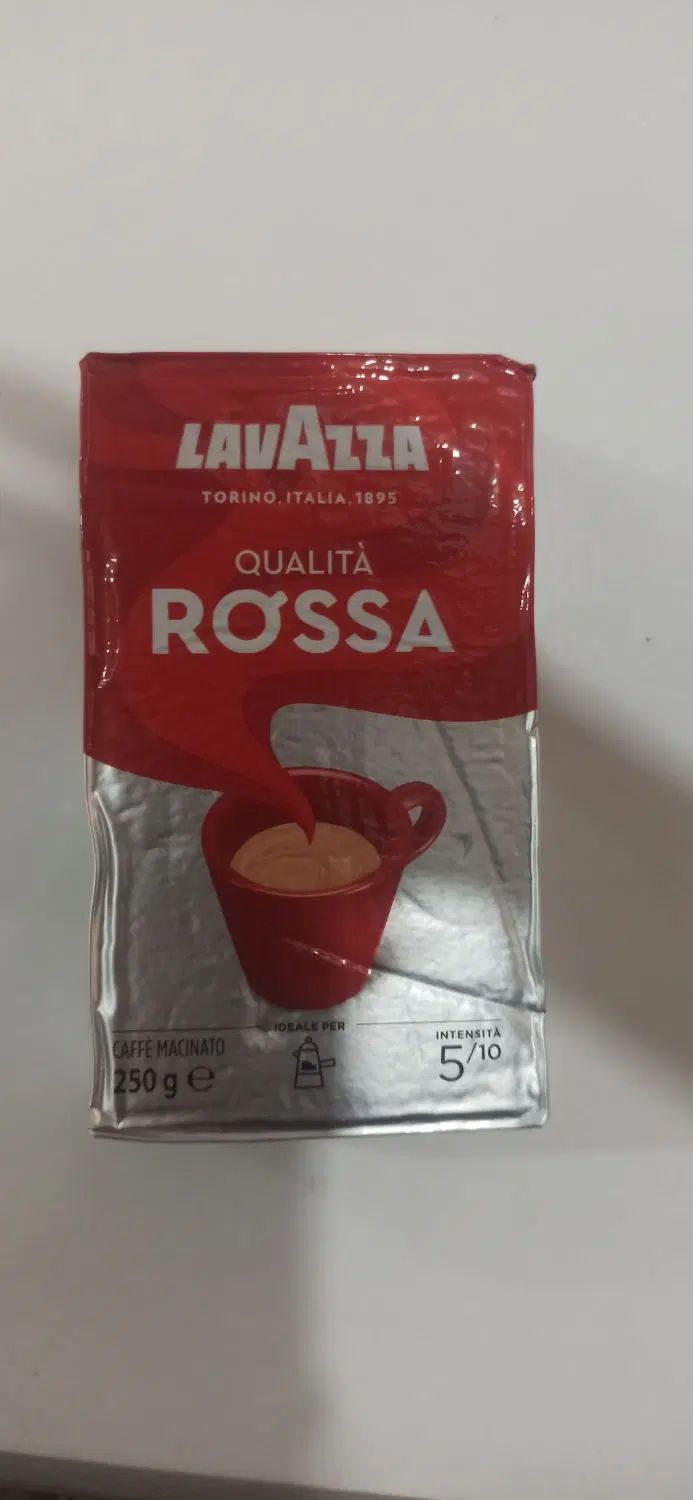 LAVAZZA
TORINO, ITALIA, 1895
QUALITÀ
ROSSA
IDEALE PER
CAFFÈ MACINATO
250 g ℮
INTENSITÀ
5/10